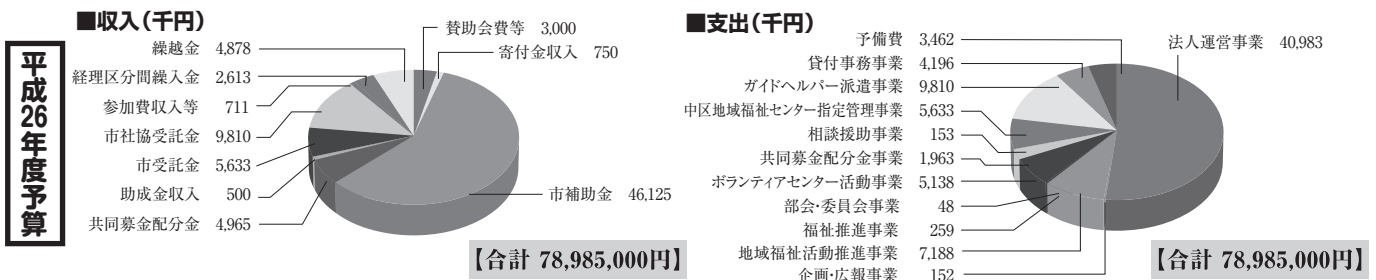 平成26年度予算
■収入(千円)
賛助会費等 3,000
寄付金収入 750
繰越金 4,878
経理区分間繰入金 2,613
参加費収入等 711
市社協受託金 9,810
市受託金 5,633
助成金収入 500
共同募金配分金 4,965
市補助金 46,125
【合計 78,985,000円】
■支出(千円)
予備費 3,462
貸付事務事業 4,196
ガイドヘルパー派遣事業 9,810
中区地域福祉センター指定管理事業 5,633
相談援助事業 153
共同募金配分金事業 1,963
ボランティアセンター活動事業 5,138
部会・委員会事業 48
福祉推進事業 259
地域福祉活動推進事業 7,188
企画・広報事業 152
法人運営事業 40,983
【合計 78,985,000円】